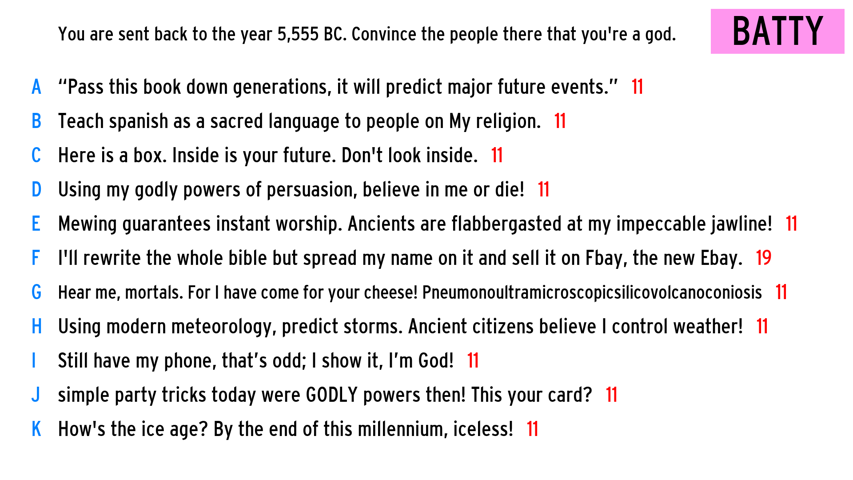 You are sent back to the year 5,555 BC. Convince the people there that you're a god.
BATTY
A “Pass this book down generations, it will predict major future events.” 11
B Teach spanish as a sacred language to people on My religion. 11
C Here is a box. Inside is your future. Don't look inside. 11
D Using my godly powers of persuasion, believe in me or die! 11
E Mewing guarantees instant worship. Ancients are flabbergasted at my impeccable jawline! 11
F I'll rewrite the whole bible but spread my name on it and sell it on Fbay, the new Ebay. 19
G Hear me, mortals. For I have come for your cheese! Pneumonoultramicroscopicsilicovolcanoconiosis 11
H Using modern meteorology, predict storms. Ancient citizens believe I control weather! 11
I Still have my phone, that’s odd; I show it, I’m God! 11
J simple party tricks today were GODLY powers then! This your card? 11
K How's the ice age? By the end of this millennium, iceless! 11